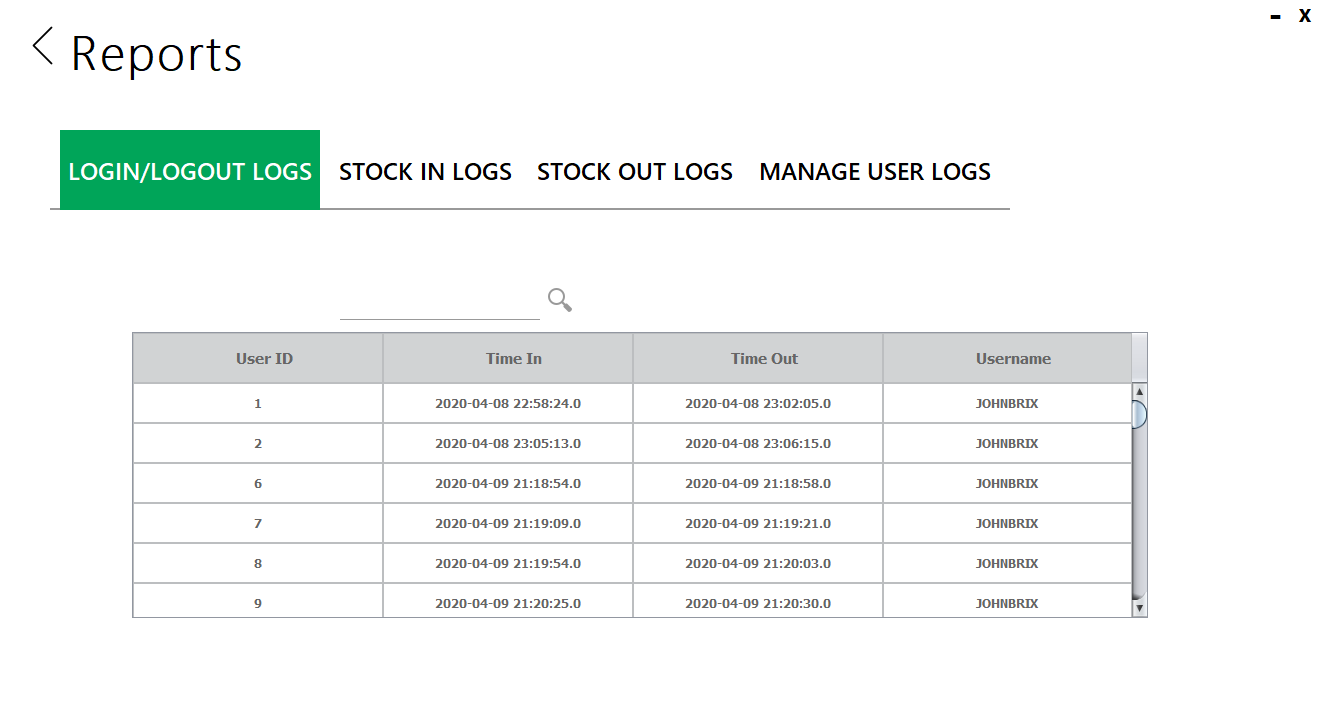 - x
Reports
LOGIN/LOGOUT LOGS STOCK IN LOGS STOCK OUT LOGS MANAGE USER LOGS
User ID Time In Time Out Username
1 2020-04-08 22:58:24.0 2020-04-08 23:02:05.0 JOHNBRIX
2 2020-04-08 23:05:13.0 2020-04-08 23:06:15.0 JOHNBRIX
6 2020-04-09 21:18:54.0 2020-04-09 21:18:58.0 JOHNBRIX
7 2020-04-09 21:19:09.0 2020-04-09 21:19:21.0 JOHNBRIX
8 2020-04-09 21:19:54.0 2020-04-09 21:20:03.0 JOHNBRIX
9 2020-04-09 21:20:25.0 2020-04-09 21:20:30.0 JOHNBRIX